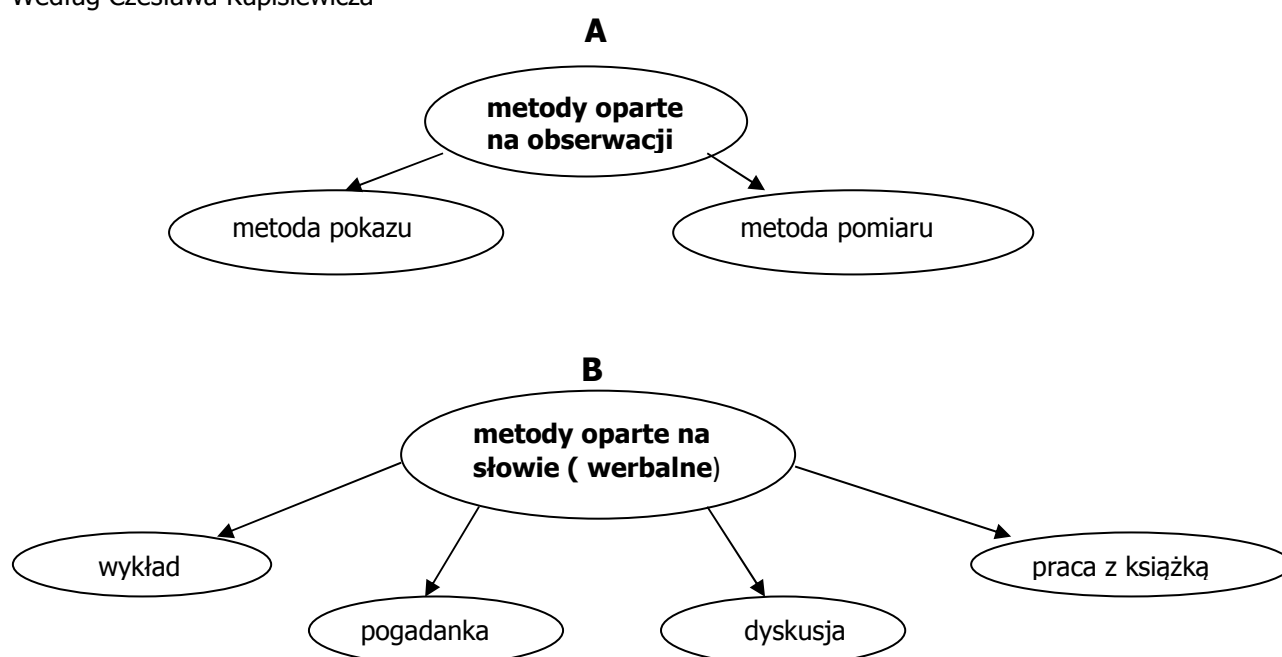 Według Czesława Kupisiewicza
A
metody oparte
na obserwacji
metoda pokazu
metoda pomiaru
B
metody oparte na
słowie ( werbalne)
wykład
praca z książką
pogadanka
dyskusja